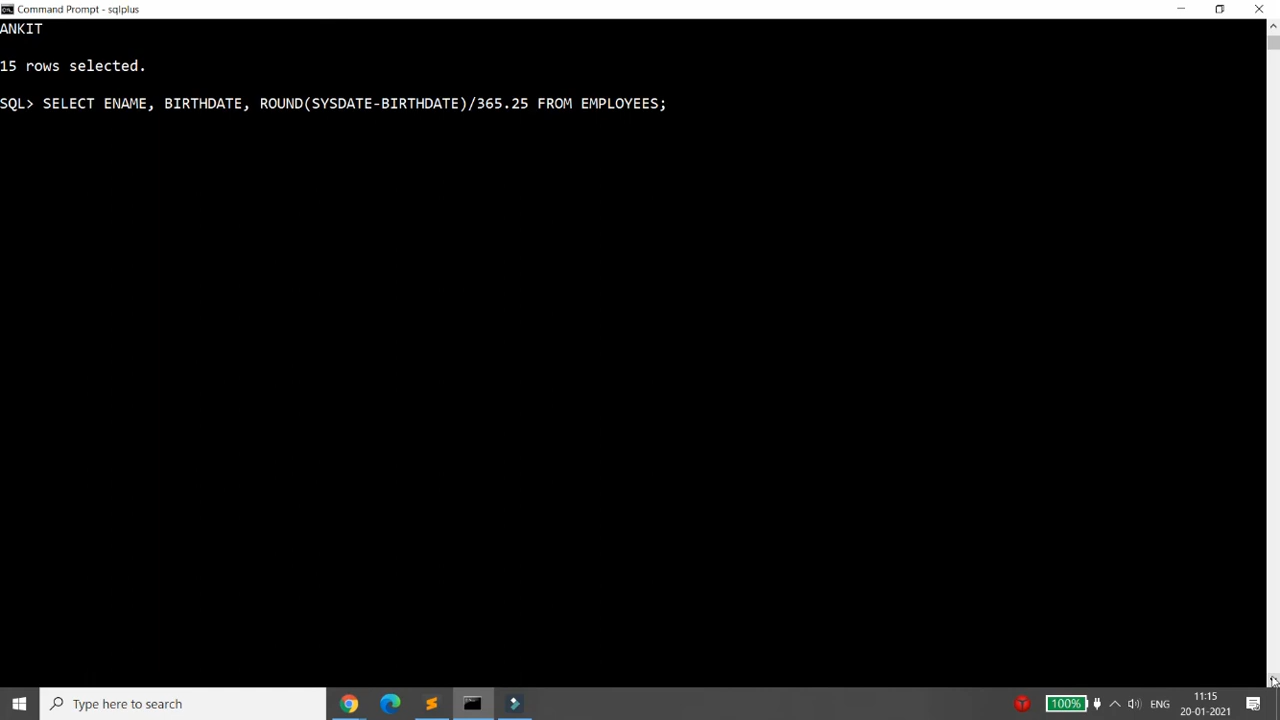 Command Prompt - sqlplus
ANKIT
15 rows selected.
SQL> SELECT ENAME, BIRTHDATE, ROUND(SYSDATE-BIRTHDATE)/365.25 FROM EMPLOYEES;
Type here to search
100%
ENG
11:15
20-01-2021